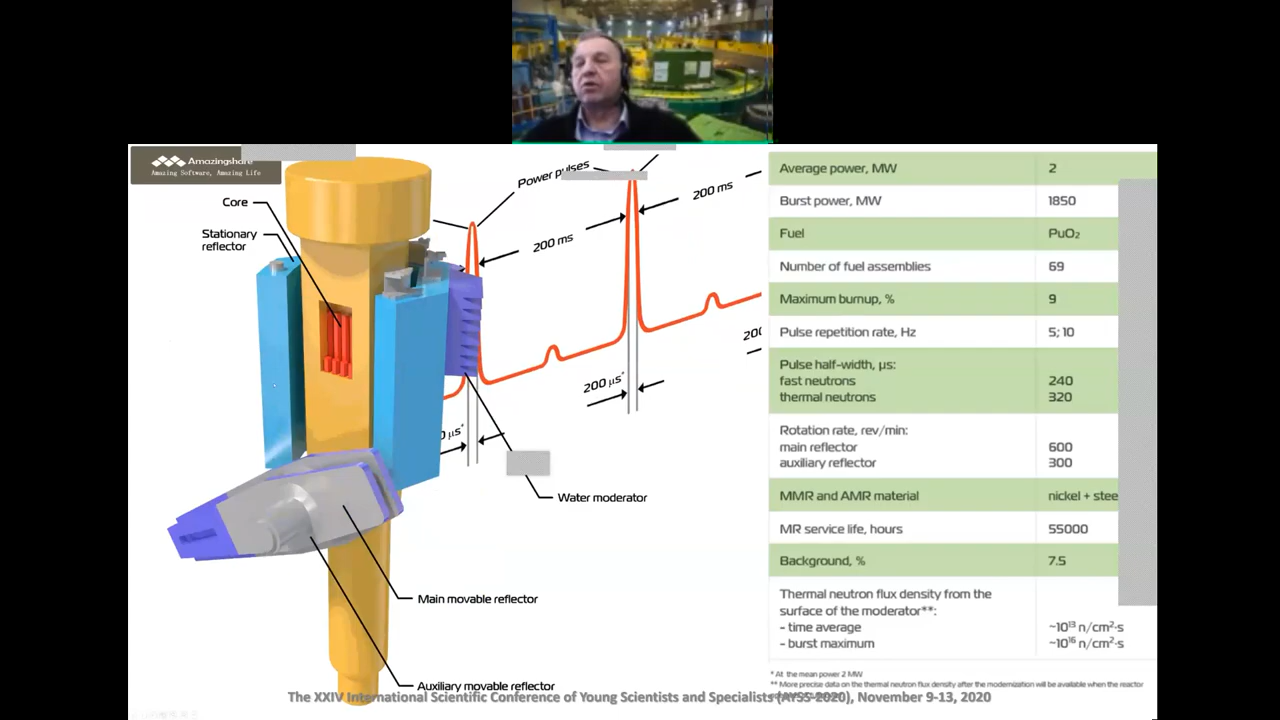 Amazingshare
Amazing Software, Amazing Life
Core
Stationary
reflector
Power pulses
200 ms
200 ms
200 μs*
μs*
Water moderator
Main movable reflector
Auxiliary movable reflector
Average power, MW 2
Burst power, MW 1850
Fuel PuO₂
Number of fuel assemblies 69
Maximum burnup, % 9
Pulse repetition rate, Hz 5; 10
Pulse half-width, μs:
fast neutrons 240
thermal neutrons 320
Rotation rate, rev/min:
main reflector 600
auxiliary reflector 300
MMR and AMR material nickel + stee
MR service life, hours 55000
Background, % 7.5
Thermal neutron flux density from the
surface of the moderator**:
- time average ~10¹³ n/cm²·s
- burst maximum ~10¹⁶ n/cm²·s
* At the mean power 2 MW
** More precise data on the thermal neutron flux density after the modernization will be available when the reactor
The XXIV International Scientific Conference of Young Scientists and Specialists (AYSS-2020), November 9-13, 2020